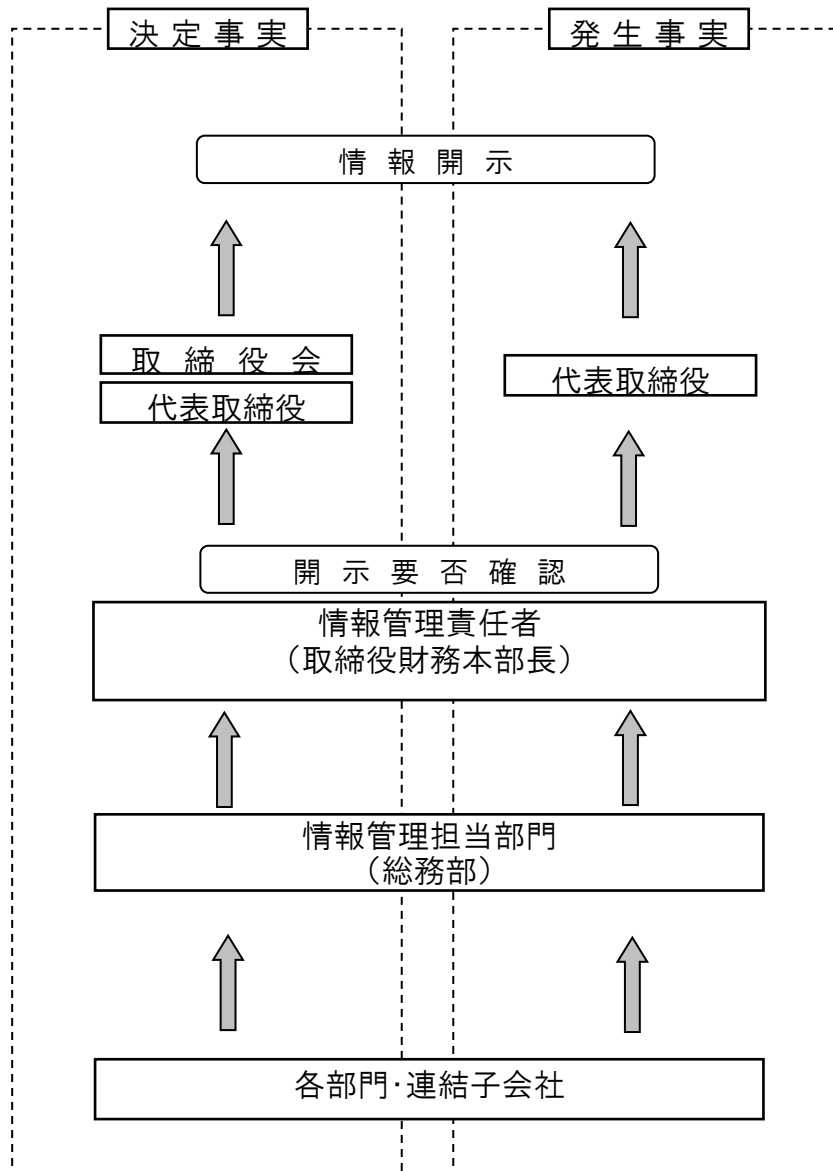 決定事実
発生事実
情報開示
取締役会
代表取締役
代表取締役
開示要否確認
情報管理責任者
（取締役財務本部長）
情報管理担当部門
（総務部）
各部門・連結子会社